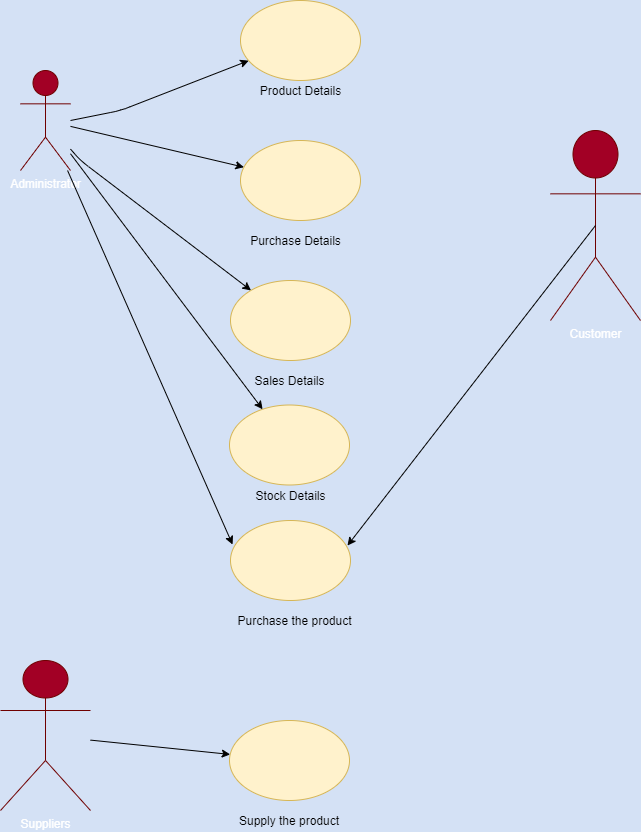 Product Details
Administrator
Purchase Details
Customer
Sales Details
Stock Details
Purchase the product
Suppliers
Supply the product